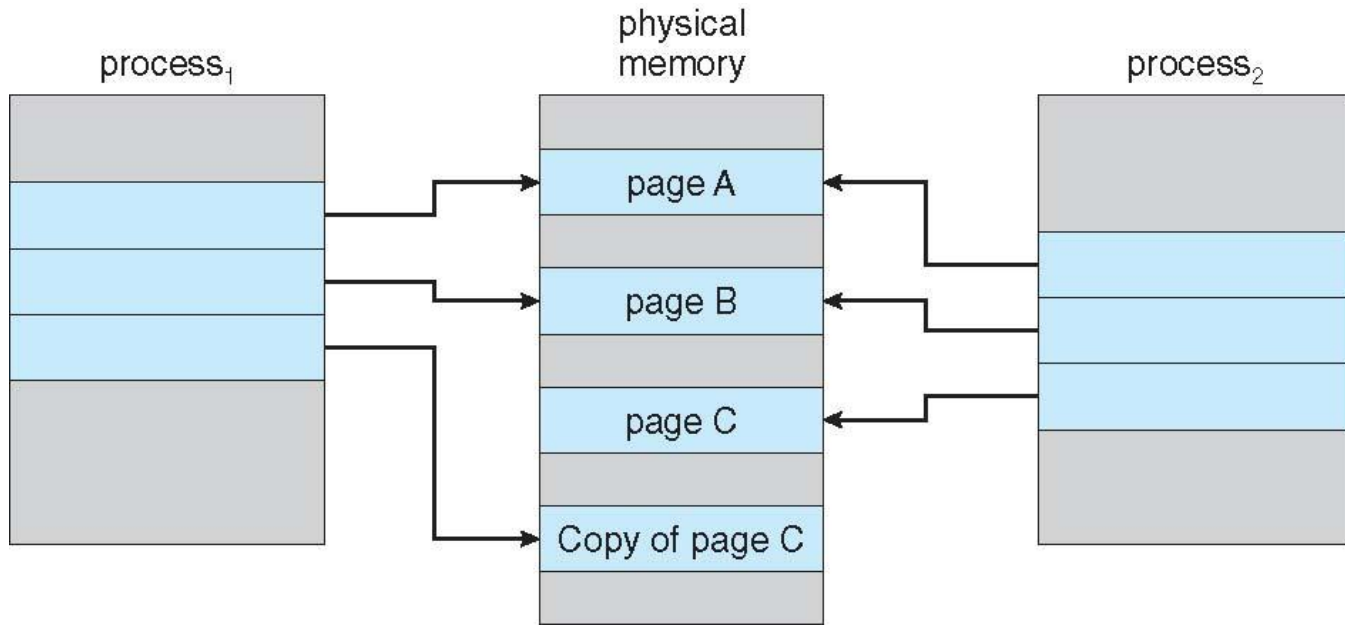 process₁
physical
memory
process₂
page A
page B
page C
Copy of page C